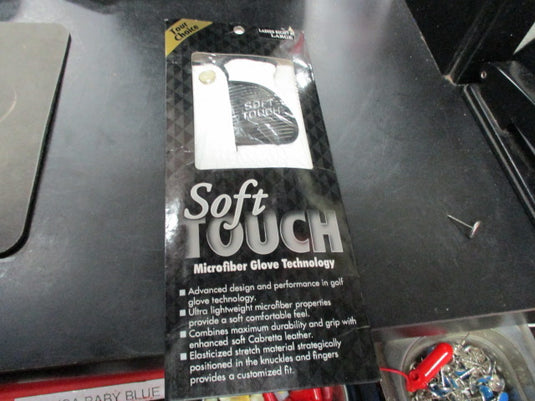 Tour
Choice
LADIES RIGHT
LARGE
SOFT
TOUCH
Soft
TOUCH
Microfiber Glove Technology
Advanced design and performance in golf
glove technology.
Ultra lightweight microfiber properties
provide a soft comfortable feel.
Combines maximum durability and grip with
enhanced soft Cabretta leather.
Elasticized stretch material strategically
positioned in the knuckles and fingers
provides a customized fit.
BABY BLUE